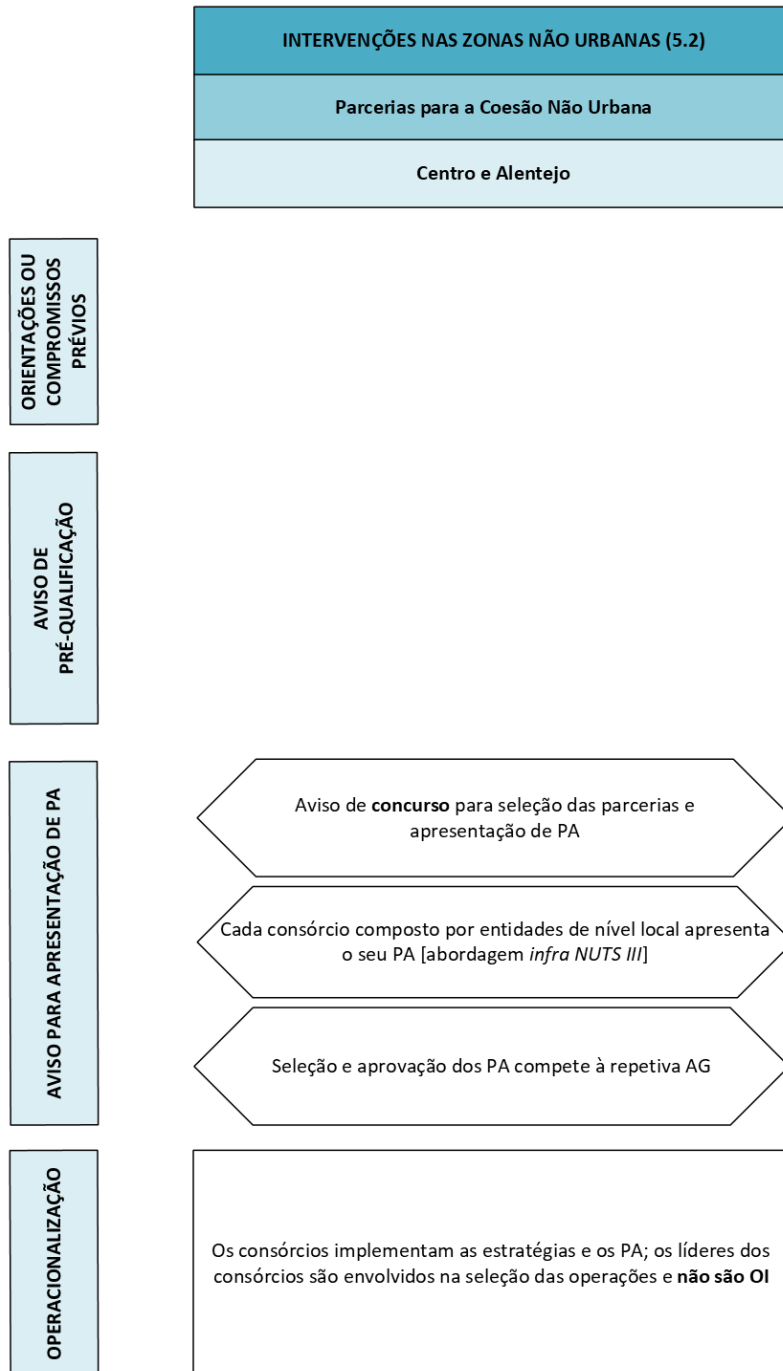 INTERVENÇÕES NAS ZONAS NÃO URBANAS (5.2)
Parcerias para a Coesão Não Urbana
Centro e Alentejo
ORIENTAÇÕES OU
COMPROMISSOS
PRÉVIOS
AVISO DE
PRÉ-QUALIFICAÇÃO
AVISO PARA APRESENTAÇÃO DE PA
Aviso de concurso para seleção das parcerias e
apresentação de PA
Cada consórcio composto por entidades de nível local apresenta
o seu PA [abordagem infra NUTS III]
Seleção e aprovação dos PA compete à repetiva AG
OPERACIONALIZAÇÃO
Os consórcios implementam as estratégias e os PA; os líderes dos
consórcios são envolvidos na seleção das operações e não são OI